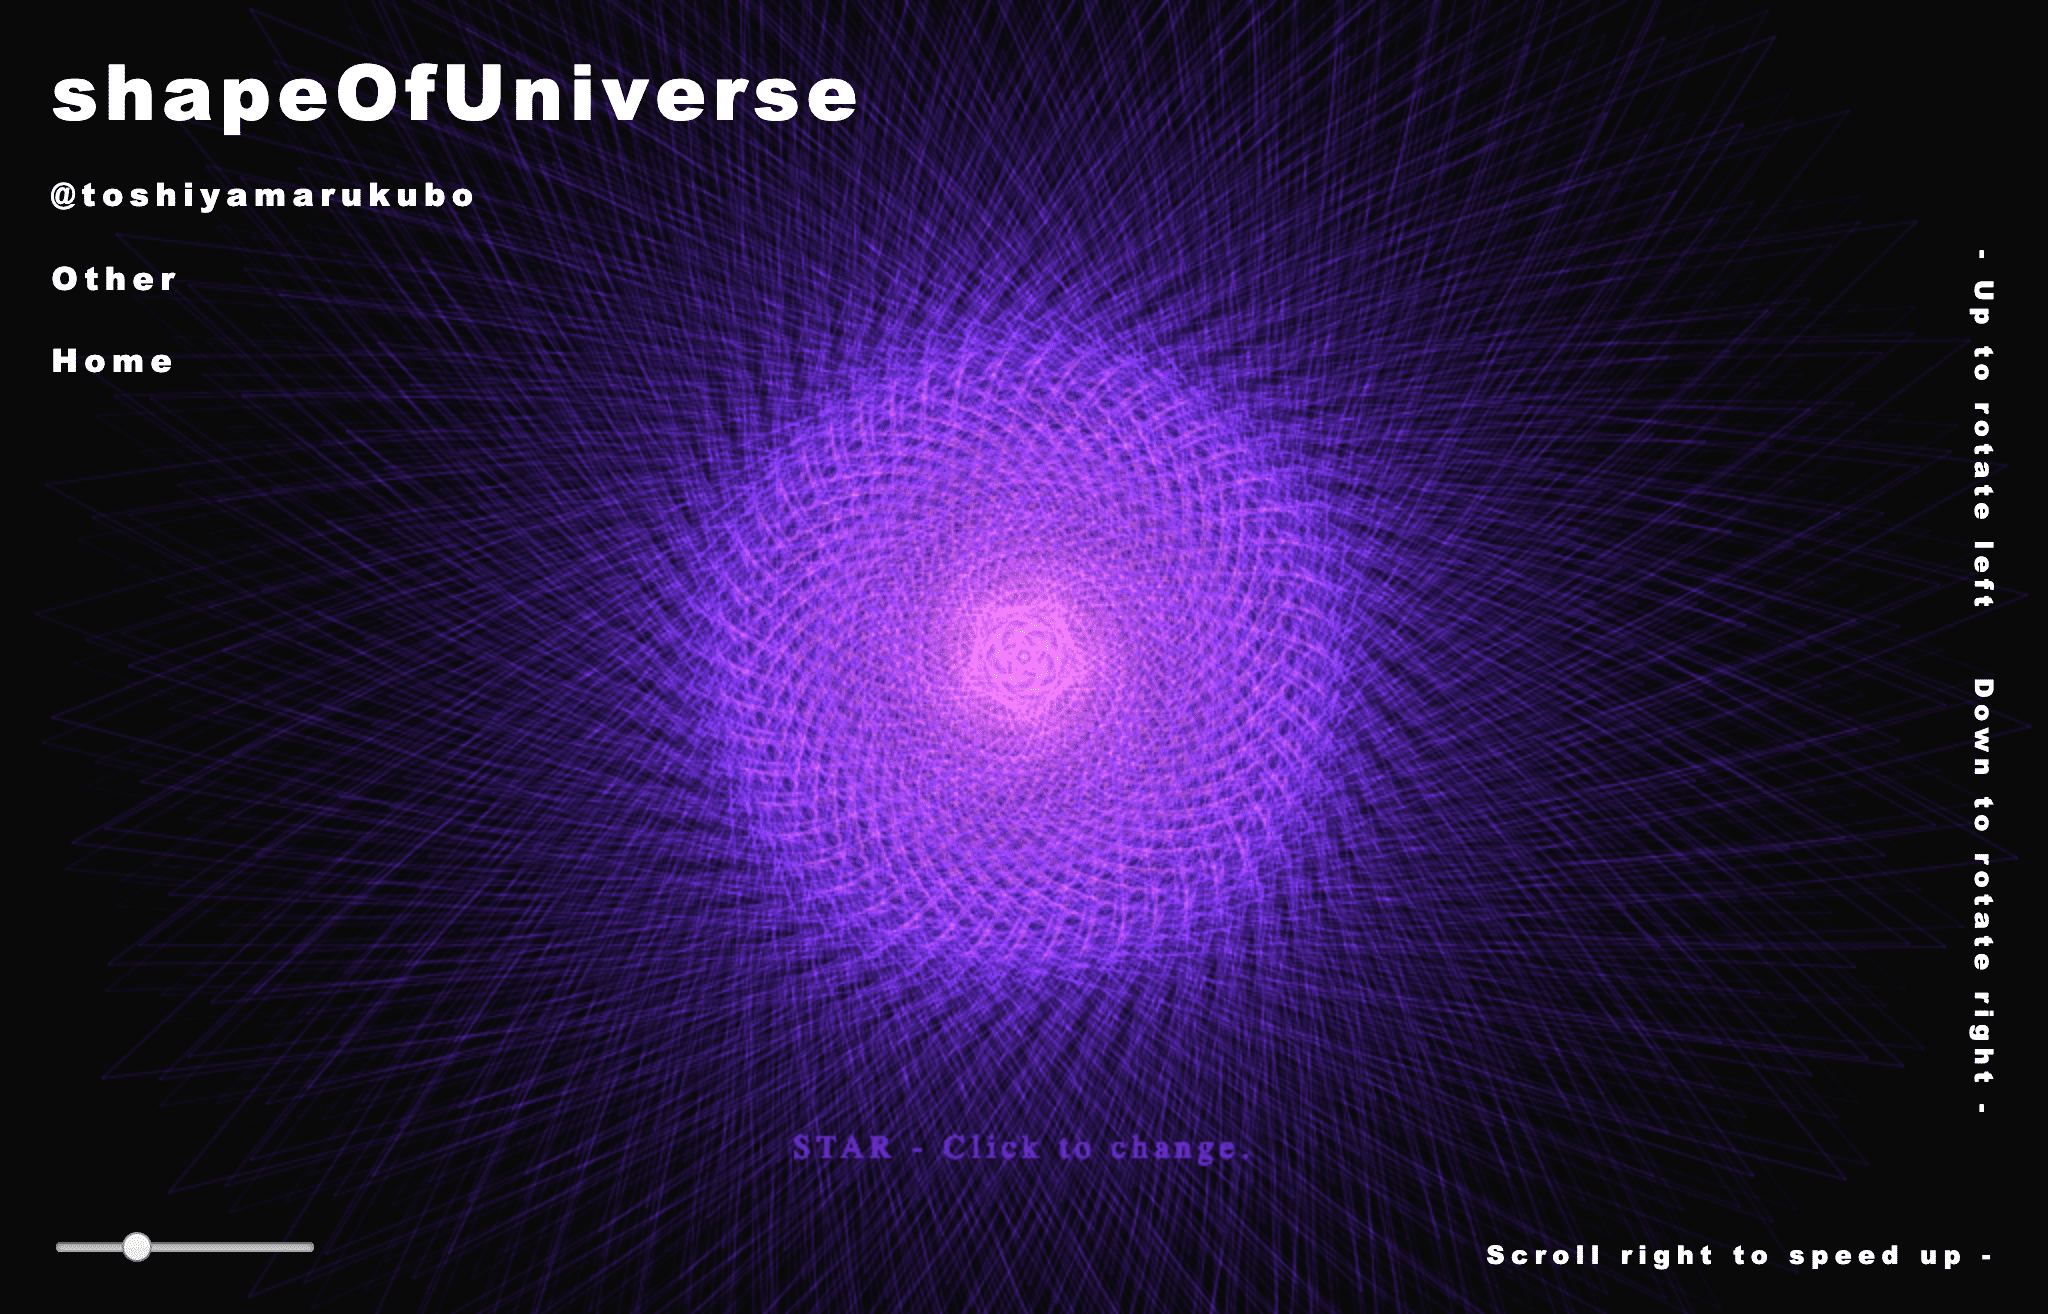 shapeOfUniverse
@toshiyamarukubo
Other
Home
- Up to rotate left   Down to rotate right -
STAR - Click to change.
Scroll right to speed up -